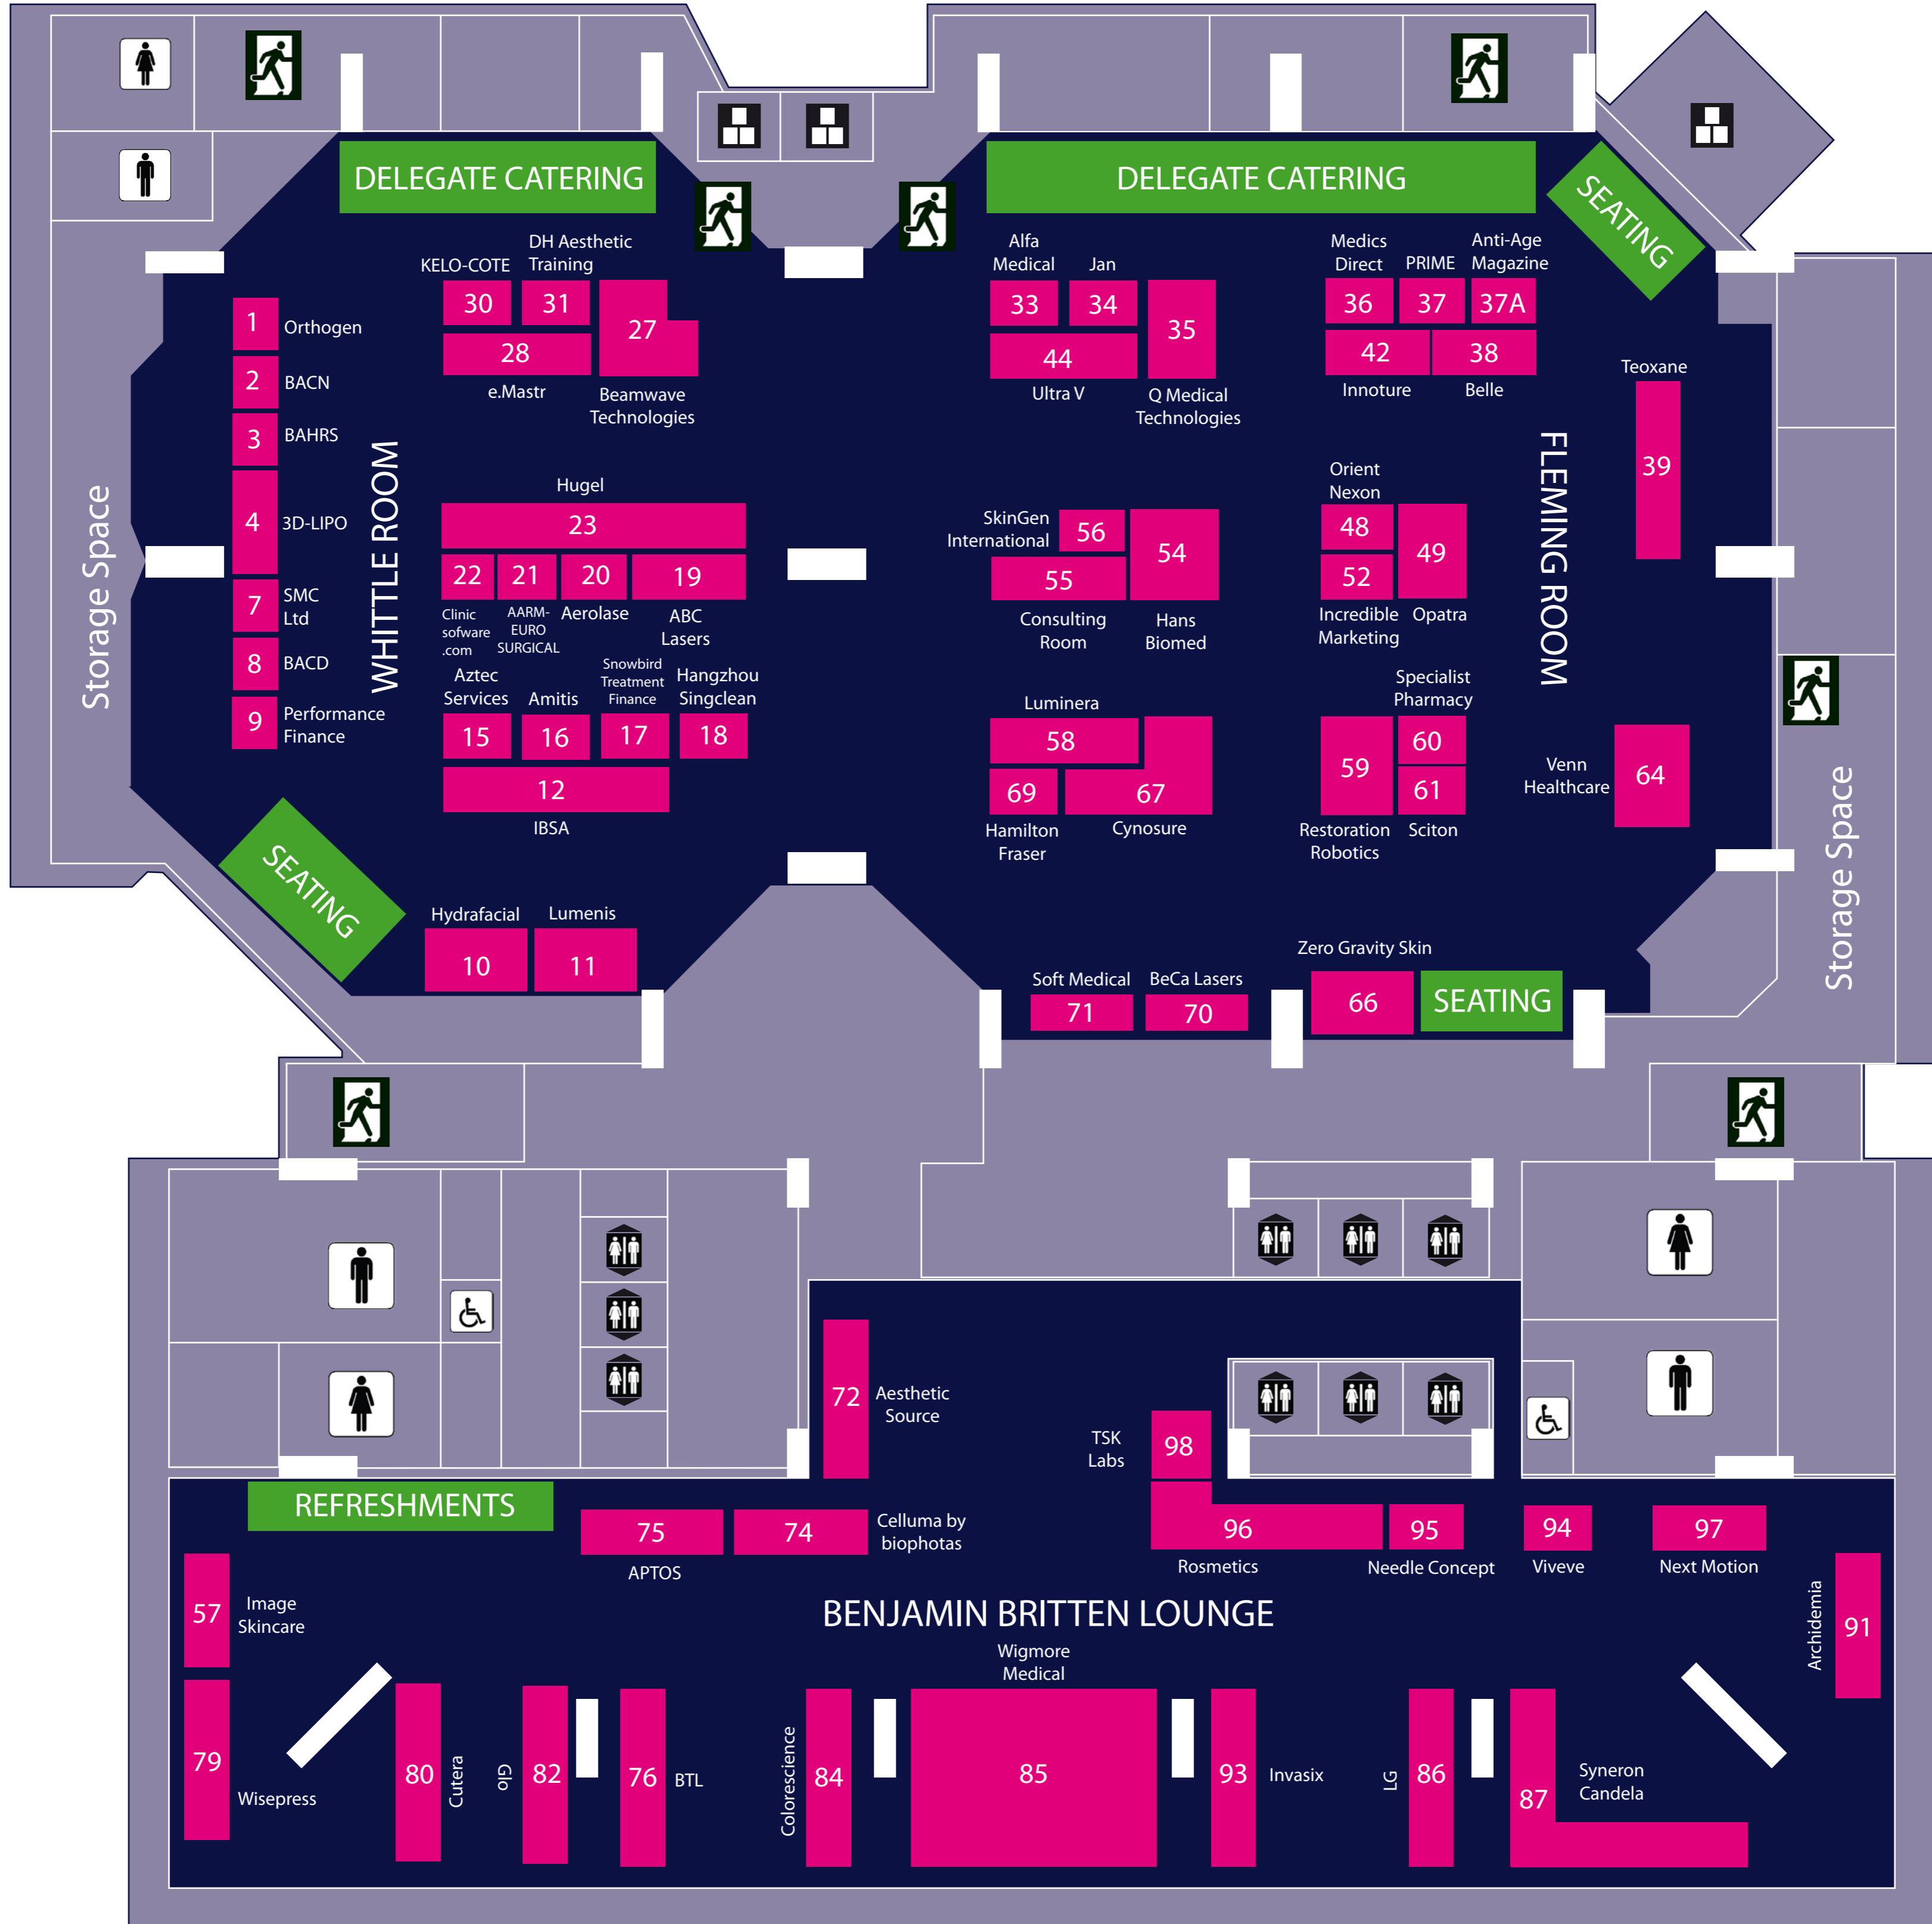 DELEGATE CATERING
DELEGATE CATERING
SEATING
KELO-COTE
DH Aesthetic
Training
30
31
27
28
e.Mastr
Beamwave
Technologies
Alfa
Medical
Jan
33
34
35
44
Ultra V
Q Medical
Technologies
Medics
Direct
PRIME
Anti-Age
Magazine
36
37
37A
42
38
Innoture
Belle
Teoxane
39
1
Orthogen
2
BACN
3
BAHRS
4
3D-LIPO
7
SMC
Ltd
8
BACD
9
Performance
Finance
Storage Space
WHITTLE ROOM
Hugel
23
22
21
20
19
Clinic
sofware
.com
AARM-
EURO
SURGICAL
Aerolase
ABC
Lasers
Aztec
Services
Amitis
Snowbird
Treatment
Finance
Hangzhou
Singclean
15
16
17
18
12
IBSA
SkinGen
International
56
54
55
Consulting
Room
Hans
Biomed
Orient
Nexon
48
49
52
Incredible
Marketing
Opatra
FLEMING ROOM
Luminera
58
69
67
Hamilton
Fraser
Cynosure
Specialist
Pharmacy
59
60
61
Restoration
Robotics
Sciton
Venn
Healthcare
64
Storage Space
SEATING
Hydrafacial
Lumenis
10
11
Soft Medical
BeCa Lasers
71
70
Zero Gravity Skin
66
SEATING
72
Aesthetic
Source
TSK
Labs
98
REFRESHMENTS
75
74
Celluma by
biophotas
APTOS
96
95
94
97
Rosmetics
Needle Concept
Viveve
Next Motion
BENJAMIN BRITTEN LOUNGE
57
Image
Skincare
79
Wisepress
80
Cutera
Glo
82
76
BTL
Colorescience
84
Wigmore
Medical
85
93
Invasix
LG
86
87
Syneron
Candela
Archidemia
91